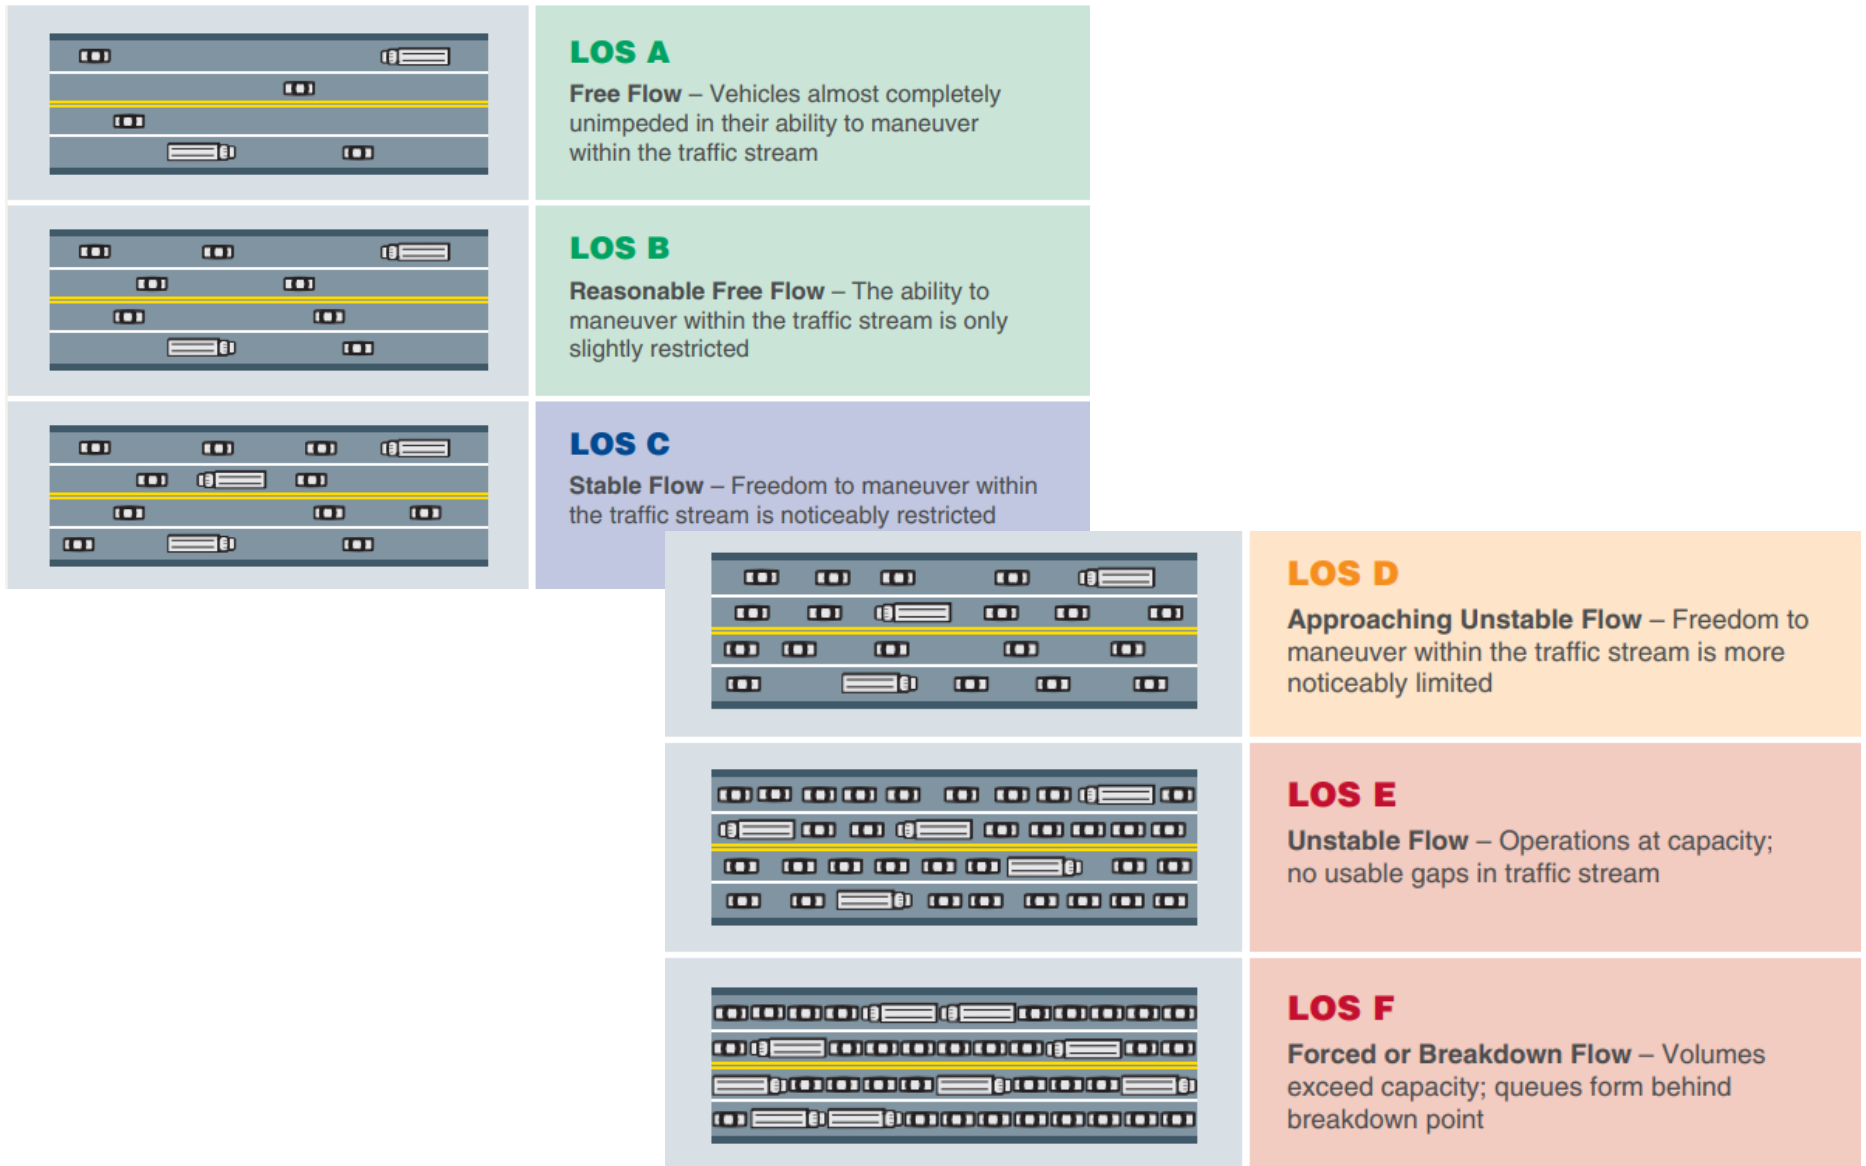 LOS A
Free Flow – Vehicles almost completely
unimpeded in their ability to maneuver
within the traffic stream
LOS B
Reasonable Free Flow – The ability to
maneuver within the traffic stream is only
slightly restricted
LOS C
Stable Flow – Freedom to maneuver within
the traffic stream is noticeably restricted
LOS D
Approaching Unstable Flow – Freedom to
maneuver within the traffic stream is more
noticeably limited
LOS E
Unstable Flow – Operations at capacity;
no usable gaps in traffic stream
LOS F
Forced or Breakdown Flow – Volumes
exceed capacity; queues form behind
breakdown point